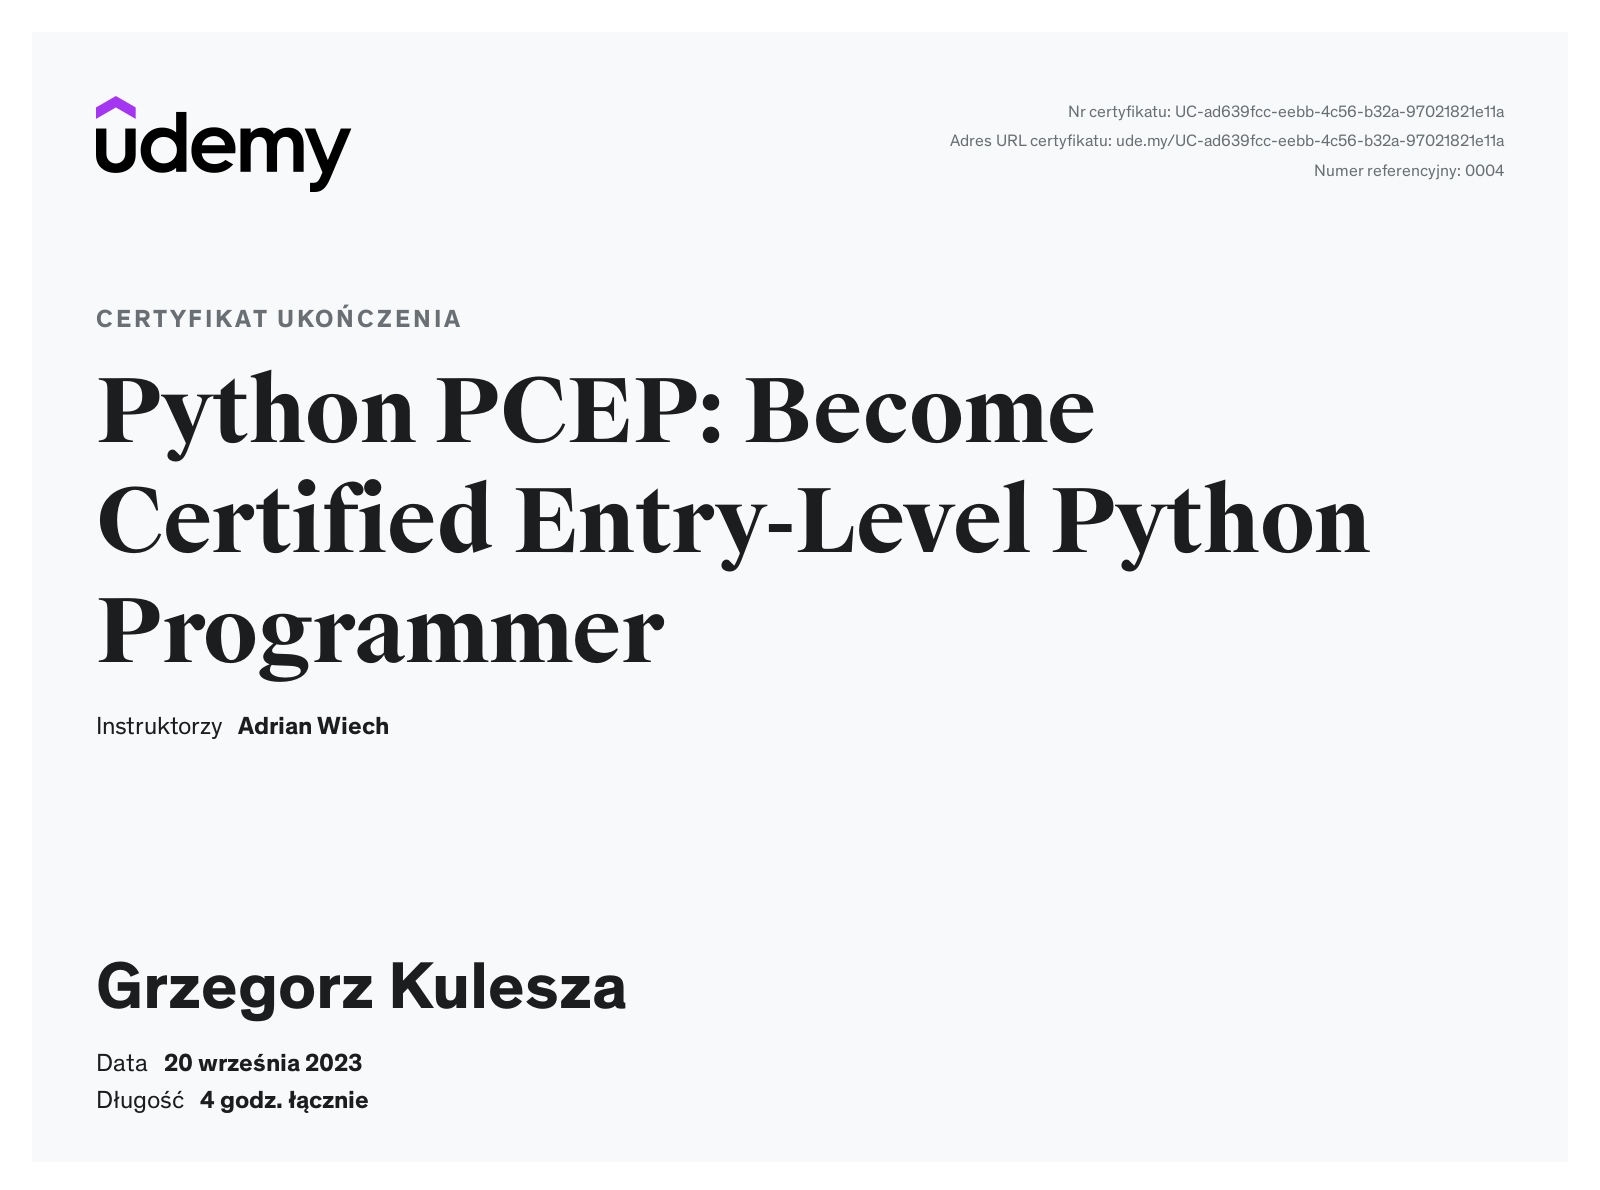 udemy
Nr certyfikatu: UC-ad639fcc-eebb-4c56-b32a-97021821e11a
Adres URL certyfikatu: ude.my/UC-ad639fcc-eebb-4c56-b32a-97021821e11a
Numer referencyjny: 0004
CERTYFIKAT UKOŃCZENIA
Python PCEP: Become
Certified Entry-Level Python
Programmer
Instruktorzy Adrian Wiech
Grzegorz Kulesza
Data 20 września 2023
Długość 4 godz. łącznie